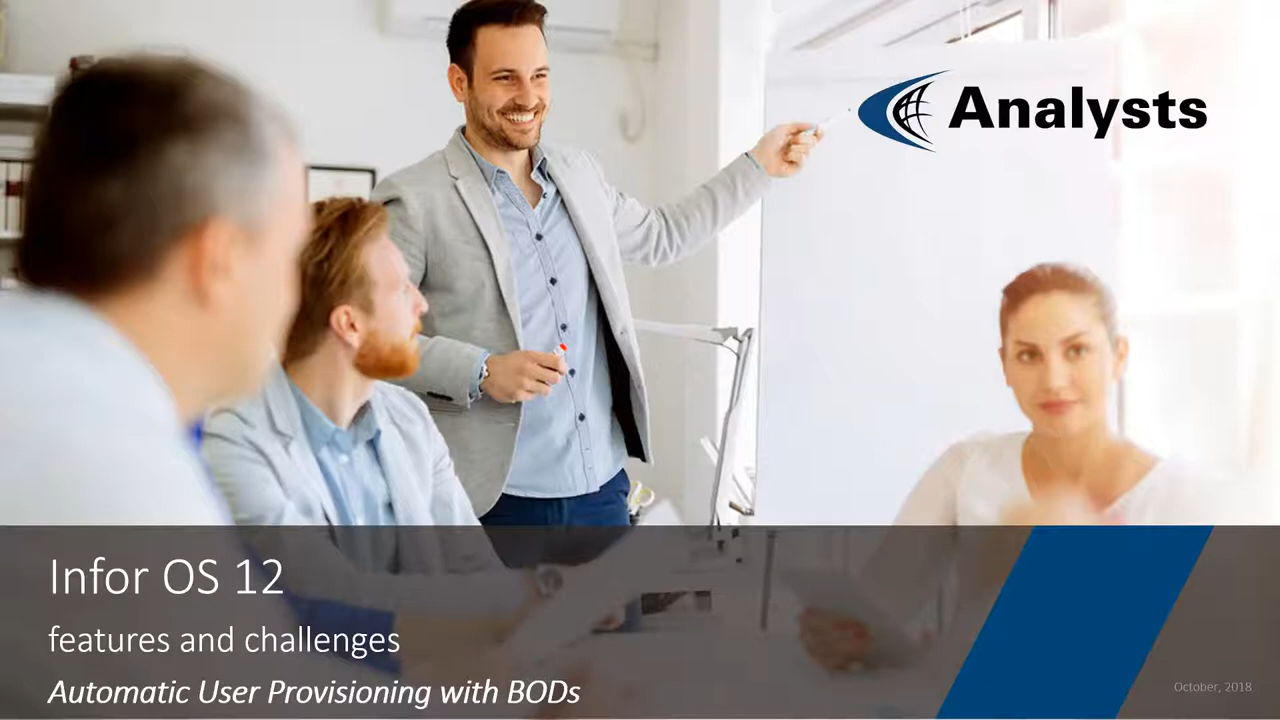 Analysts
Infor OS 12
features and challenges
Automatic User Provisioning with BODs
October, 2018